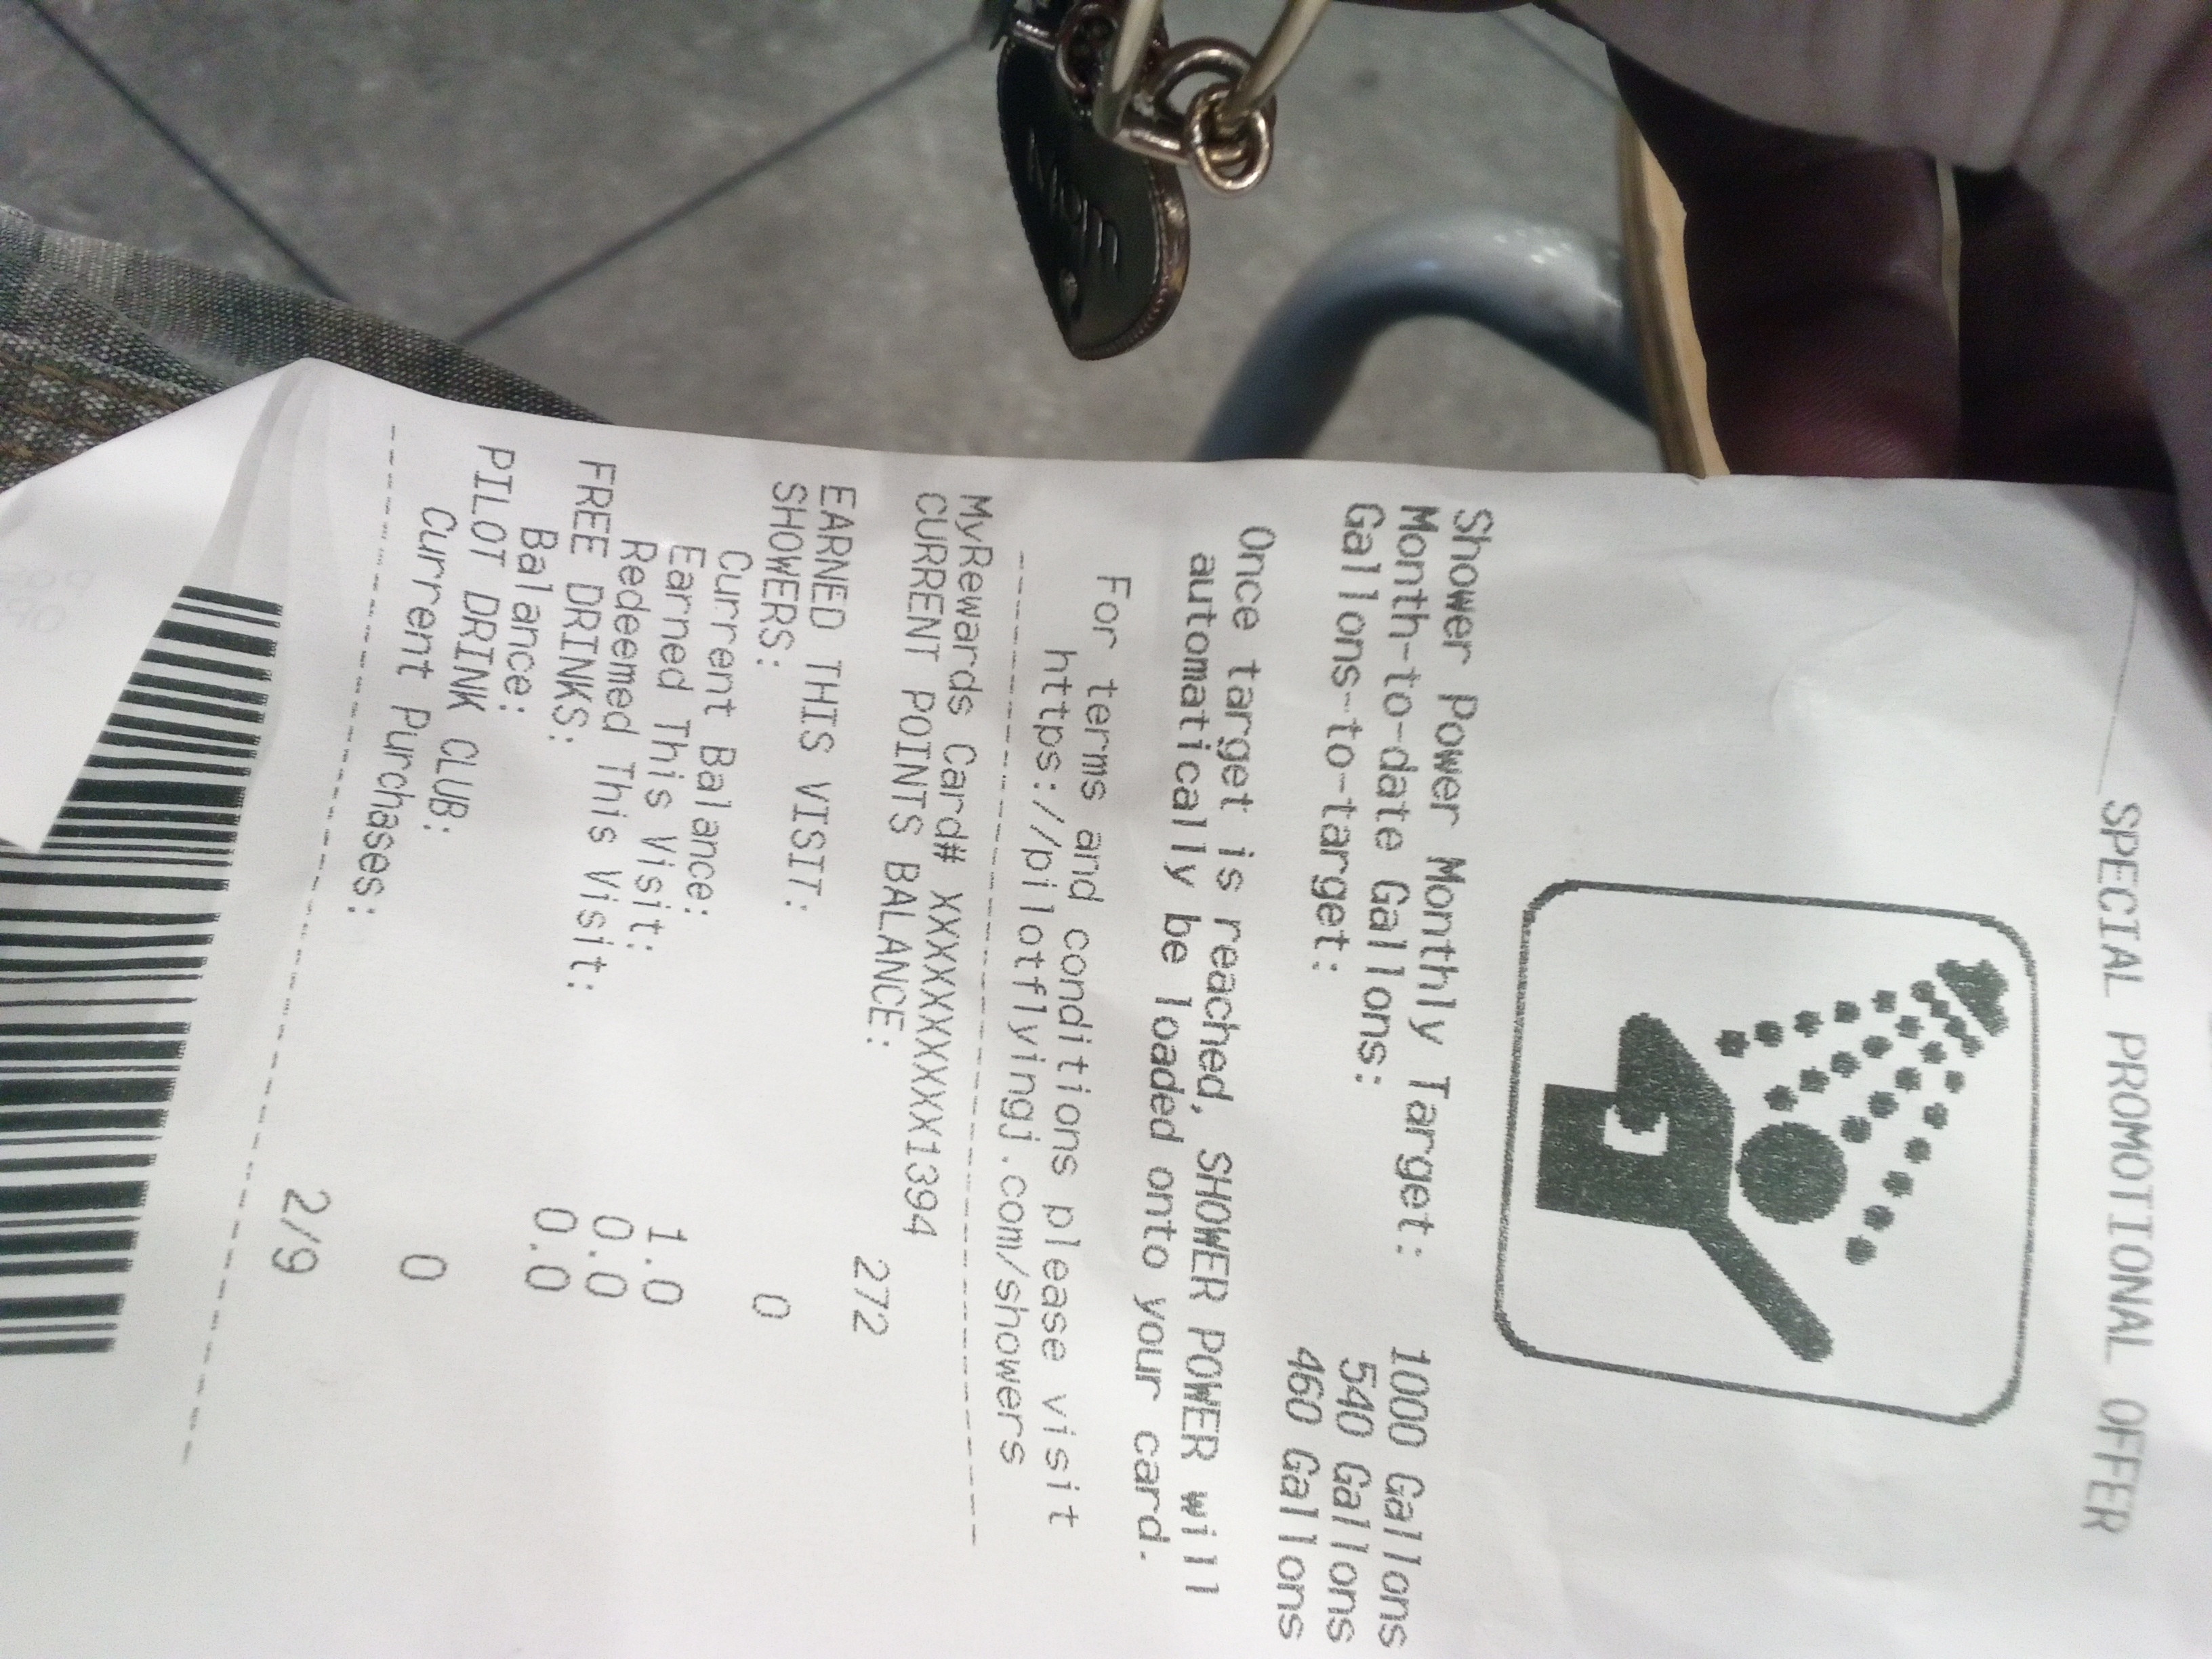 SPECIAL PROMOTIONAL OFFER
Shower Power Monthly Target: 1000 Gallons
Month-to-date Gallons: 540 Gallons
Gallons-to-target: 460 Gallons
Once target is reached, SHOWER POWER will
automatically be loaded onto your card.
For terms and conditions please visit
https://pilotflyingj.com/showers
MyRewards Card# XXXXXXXXXXXXX1394
CURRENT POINTS BALANCE: 272
EARNED THIS VISIT: 0
SHOWERS:
Current Balance: 1.0
Earned This Visit: 0.0
Redeemed This Visit: 0.0
FREE DRINKS:
Balance: 0
PILOT DRINK CLUB:
Current Purchases: 2/9
Mom